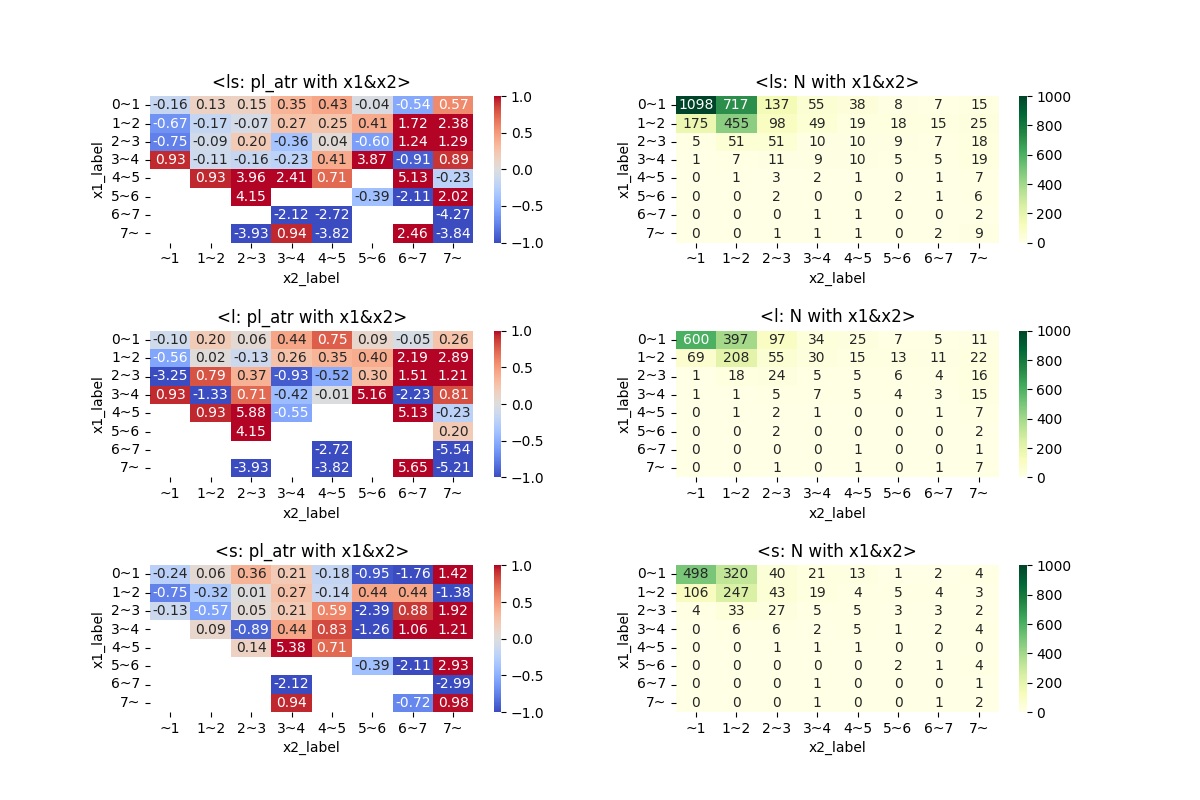 <ls: pl_atr with x1&x2>
0~1 -0.16 0.13 0.15 0.35 0.43 -0.04 -0.54 0.57
1~2 -0.67 -0.17 -0.07 0.27 0.25 0.41 1.72 2.38
2~3 -0.75 -0.09 0.20 -0.36 0.04 -0.60 1.24 1.29
3~4 0.93 -0.11 -0.16 -0.23 0.41 3.87 -0.91 0.89
4~5 0.93 3.96 2.41 0.71 5.13 -0.23
5~6 4.15 -0.39 -2.11 2.02
6~7 -2.12 -2.72 -4.27
7~ -3.93 0.94 -3.82 2.46 -3.84
~1 1~2 2~3 3~4 4~5 5~6 6~7 7~
x2_label
x1_label
1.0
0.5
0.0
−0.5
−1.0
<ls: N with x1&x2>
0~1 1098 717 137 55 38 8 7 15
1~2 175 455 98 49 19 18 15 25
2~3 5 51 51 10 10 9 7 18
3~4 1 7 11 9 10 5 5 19
4~5 0 1 3 2 1 0 1 7
5~6 0 0 2 0 0 2 1 6
6~7 0 0 0 1 1 0 0 2
7~ 0 0 1 1 1 0 2 9
~1 1~2 2~3 3~4 4~5 5~6 6~7 7~
x2_label
x1_label
1000
800
600
400
200
0
<l: pl_atr with x1&x2>
0~1 -0.10 0.20 0.06 0.44 0.75 0.09 -0.05 0.26
1~2 -0.56 0.02 -0.13 0.26 0.35 0.40 2.19 2.89
2~3 -3.25 0.79 0.37 -0.93 -0.52 0.30 1.51 1.21
3~4 0.93 -1.33 0.71 -0.42 -0.01 5.16 -2.23 0.81
4~5 0.93 5.88 -0.55 5.13 -0.23
5~6 4.15 0.20
6~7 -2.72 -5.54
7~ -3.93 -3.82 5.65 -5.21
~1 1~2 2~3 3~4 4~5 5~6 6~7 7~
x2_label
x1_label
1.0
0.5
0.0
−0.5
−1.0
<l: N with x1&x2>
0~1 600 397 97 34 25 7 5 11
1~2 69 208 55 30 15 13 11 22
2~3 1 18 24 5 5 6 4 16
3~4 1 1 5 7 5 4 3 15
4~5 0 1 2 1 0 0 1 7
5~6 0 0 2 0 0 0 0 2
6~7 0 0 0 0 1 0 0 1
7~ 0 0 1 0 1 0 1 7
~1 1~2 2~3 3~4 4~5 5~6 6~7 7~
x2_label
x1_label
1000
800
600
400
200
0
<s: pl_atr with x1&x2>
0~1 -0.24 0.06 0.36 0.21 -0.18 -0.95 -1.76 1.42
1~2 -0.75 -0.32 0.01 0.27 -0.14 0.44 0.44 -1.38
2~3 -0.13 -0.57 0.05 0.21 0.59 -2.39 0.88 1.92
3~4 0.09 -0.89 0.44 0.83 -1.26 1.06 1.21
4~5 0.14 5.38 0.71
5~6 -0.39 -2.11 2.93
6~7 -2.12 -2.99
7~ 0.94 -0.72 0.98
~1 1~2 2~3 3~4 4~5 5~6 6~7 7~
x2_label
x1_label
1.0
0.5
0.0
−0.5
−1.0
<s: N with x1&x2>
0~1 498 320 40 21 13 1 2 4
1~2 106 247 43 19 4 5 4 3
2~3 4 33 27 5 5 3 3 2
3~4 0 6 6 2 5 1 2 4
4~5 0 0 1 1 1 0 0 0
5~6 0 0 0 0 0 2 1 4
6~7 0 0 0 1 0 0 0 1
7~ 0 0 0 1 0 0 1 2
~1 1~2 2~3 3~4 4~5 5~6 6~7 7~
x2_label
x1_label
1000
800
600
400
200
0